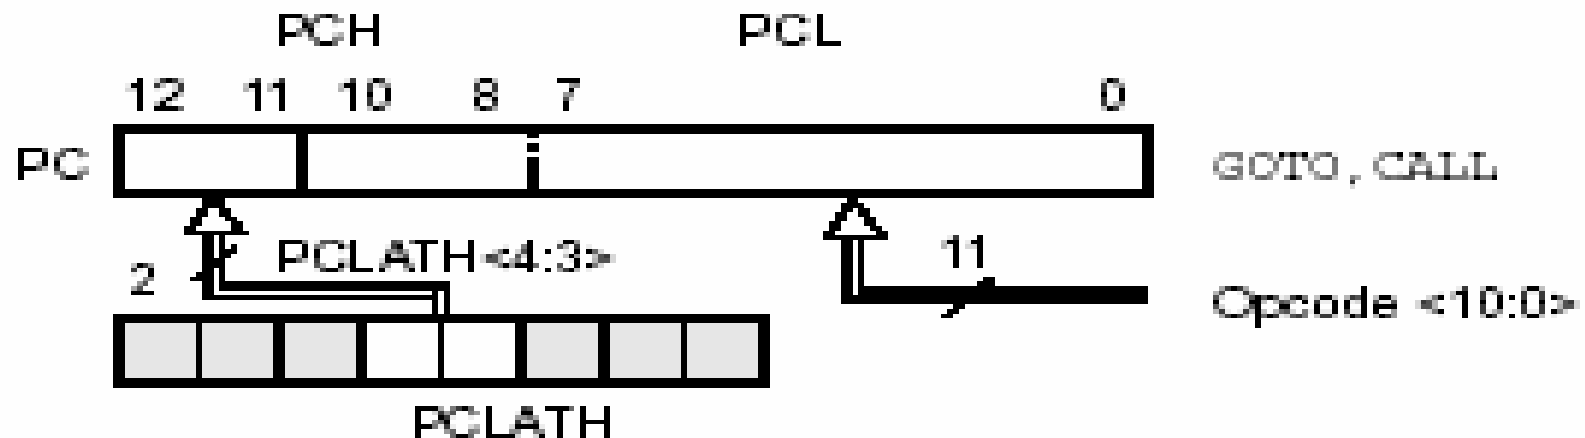 PCH PCL
12 11 10 8 7 0
PC GOTO, CALL
PCLATH<4:3> 11
2 Opcode <10:0>
PCLATH